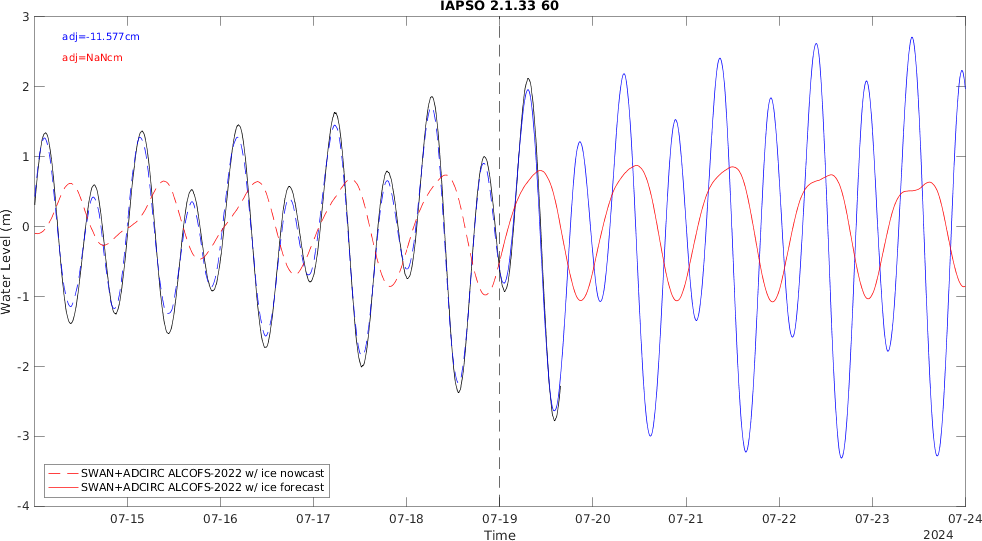 IAPSO 2.1.33 60
adj=-11.577cm
adj=NaNcm
3
2
1
0
-1
-2
-3
-4
Water Level (m)
SWAN+ADCIRC ALCOFS-2022 w/ ice nowcast
SWAN+ADCIRC ALCOFS-2022 w/ ice forecast
07-15 07-16 07-17 07-18 07-19 07-20 07-21 07-22 07-23 07-24
Time
2024